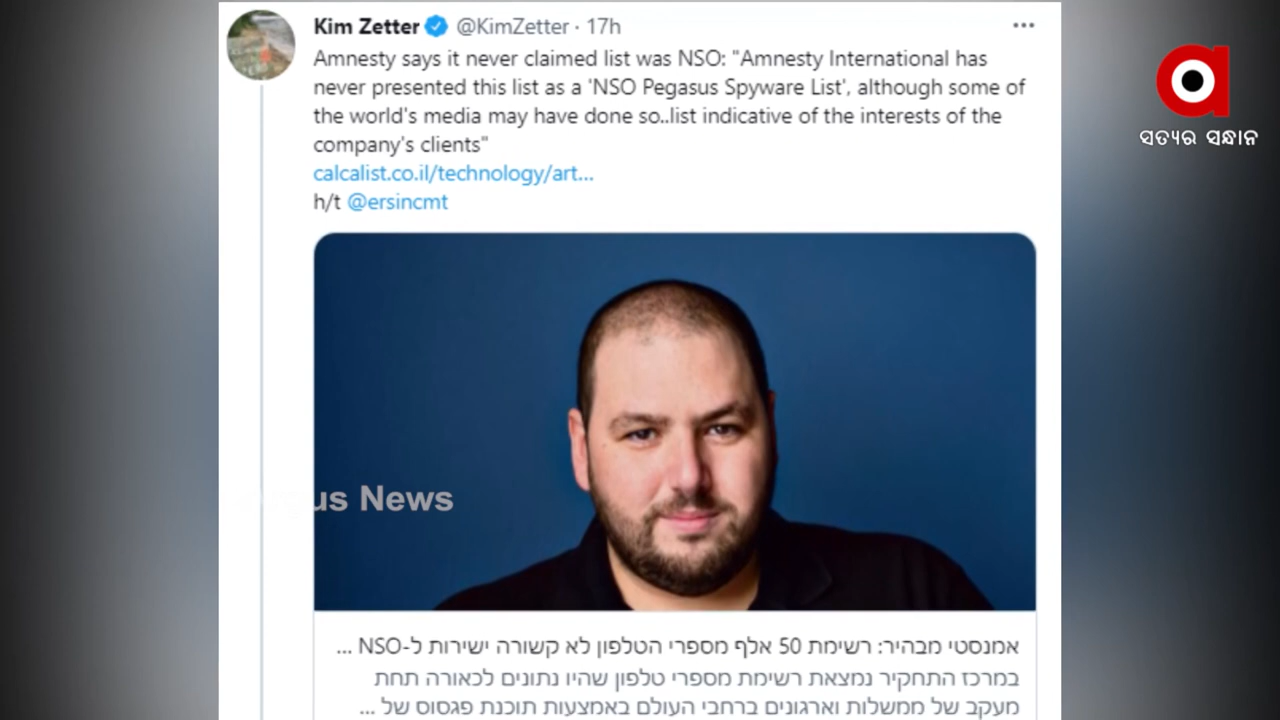 Kim Zetter @KimZetter · 17h
Amnesty says it never claimed list was NSO: "Amnesty International has
never presented this list as a 'NSO Pegasus Spyware List', although some of
the world's media may have done so..list indicative of the interests of the
company's clients"
calcalist.co.il/technology/art...
h/t @ersincmt
ସତ୍ୟର ସନ୍ଧାନ
us News
אמנסטי מבהיר: רשימת 50 אלף מספרי הטלפון לא קשורה ישירות ל-NSO ...
במרכז התחקיר נמצאת רשימת מספרי טלפון שהיו נתונים לכאורה תחת
מעקב של ממשלות וארגונים ברחבי העולם באמצעות תוכנת פגסוס של ...